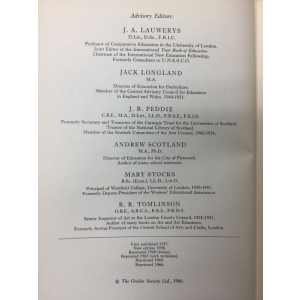 Advisory Editors:
J. A. LAUWERYS
D.Lit., D.Sc., F.R.I.C.
Professor of Comparative Education in the University of London.
Joint Editor of the International Year Book of Education.
Chairman of the International New Education Fellowship.
Formerly Consultant to U.N.E.S.C.O.
JACK LONGLAND
M.A.
Director of Education for Derbyshire.
Member of the Central Advisory Council for Education
in England and Wales, 1948-1951.
J. R. PEDDIE
C.B.E., M.A., D.Litt., LL.D., F.R.S.E., F.E.I.S.
Formerly Secretary and Treasurer of the Carnegie Trust for the Universities of Scotland
Trustee of the National Library of Scotland.
Member of the Scottish Committee of the Arts Council, 1942-1954.
ANDREW SCOTLAND
M.A., Ph.D.
Director of Education for the City of Plymouth.
Author of many school textbooks.
MARY STOCKS
B.Sc. (Econ.), LL.D., Litt.D.
Principal of Westfield College, University of London, 1939-1951.
Formerly Deputy-President of the Workers' Educational Association.
R. R. TOMLINSON
O.B.E., A.R.C.A., R.B.A., F.R.D.S.
Senior Inspector of Art to the London County Council, 1925-1951.
Author of many books on Art and Art Education.
Formerly Acting-Principal of the Central School of Arts and Crafts, London.
First published 1957.
New edition 1958.
Reprinted 1960
Reprinted 1963 (with revisions).
Reprinted 1964
Reprinted 1966
© The Grolier Society Ltd., 1966.